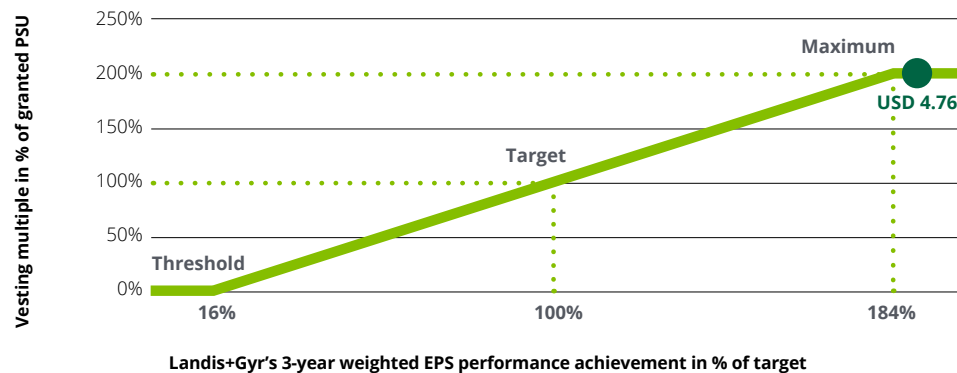 Vesting multiple in % of granted PSU
250%
Maximum
200%
USD 4.76
150%
Target
100%
50%
Threshold
0%
16%
100%
184%
Landis+Gyr’s 3-year weighted EPS performance achievement in % of target